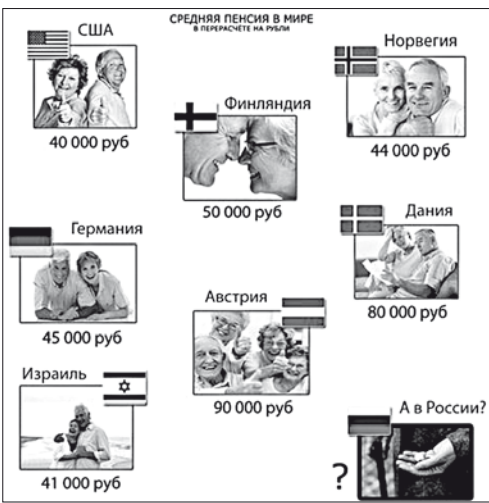 СРЕДНЯЯ ПЕНСИЯ В МИРЕ
В ПЕРЕРАСЧЁТЕ НА РУБЛИ
США
40 000 руб
Финляндия
50 000 руб
Норвегия
44 000 руб
Германия
45 000 руб
Австрия
90 000 руб
Дания
80 000 руб
Израиль
41 000 руб
А в России?
?